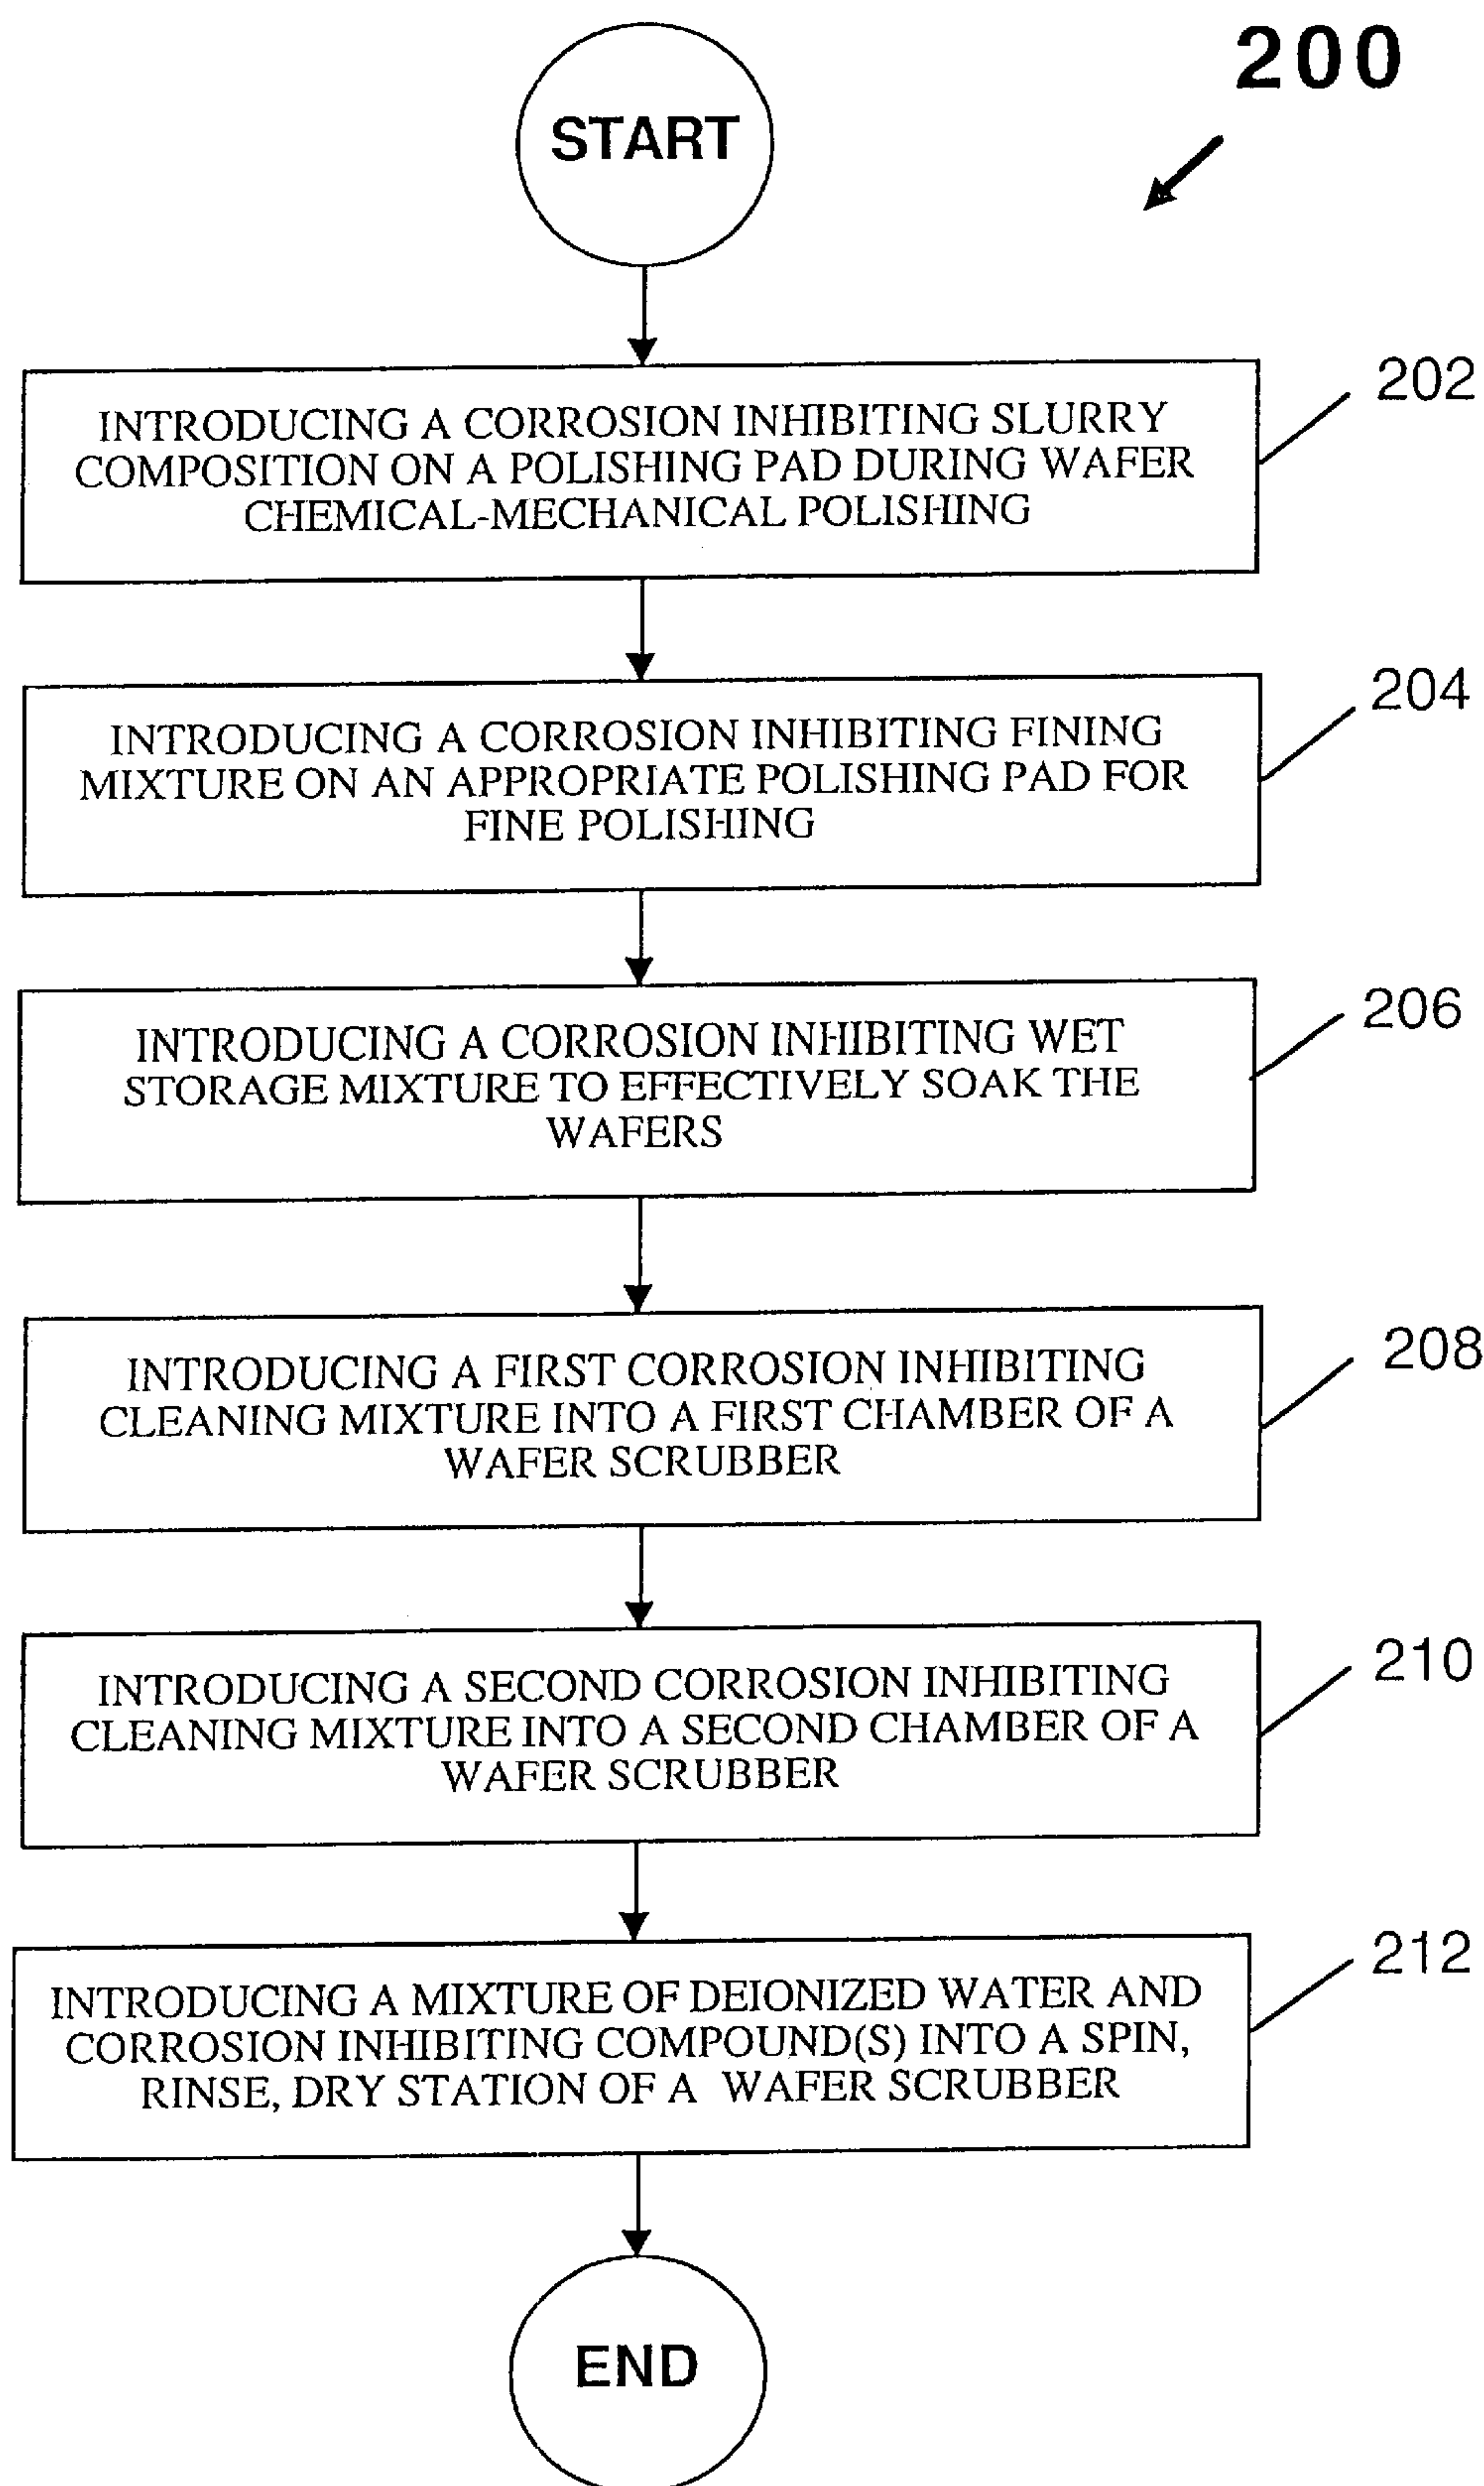 200
START
INTRODUCING A CORROSION INHIBITING SLURRY
COMPOSITION ON A POLISHING PAD DURING WAFER
CHEMICAL-MECHANICAL POLISHING
202
INTRODUCING A CORROSION INHIBITING FINING
MIXTURE ON AN APPROPRIATE POLISHING PAD FOR
FINE POLISHING
204
INTRODUCING A CORROSION INHIBITING WET
STORAGE MIXTURE TO EFFECTIVELY SOAK THE
WAFERS
206
INTRODUCING A FIRST CORROSION INHIBITING
CLEANING MIXTURE INTO A FIRST CHAMBER OF A
WAFER SCRUBBER
208
INTRODUCING A SECOND CORROSION INHIBITING
CLEANING MIXTURE INTO A SECOND CHAMBER OF A
WAFER SCRUBBER
210
INTRODUCING A MIXTURE OF DEIONIZED WATER AND
CORROSION INHIBITING COMPOUND(S) INTO A SPIN,
RINSE, DRY STATION OF A WAFER SCRUBBER
212
END